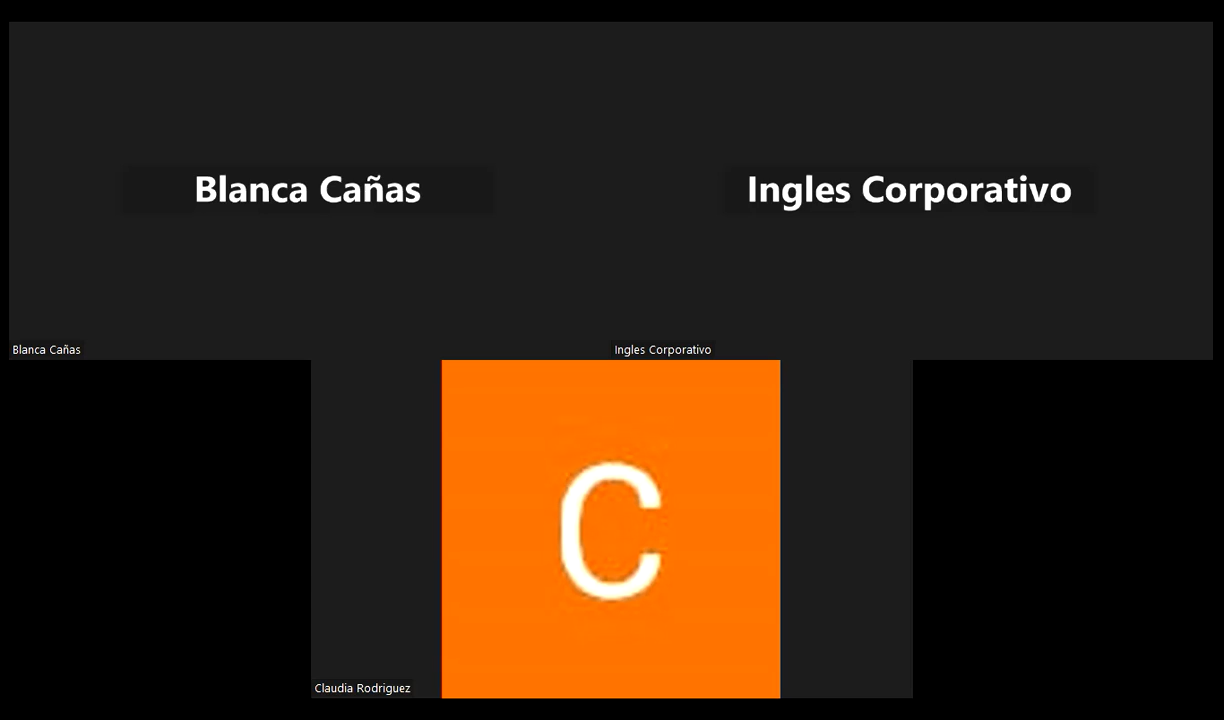 Blanca Cañas
Ingles Corporativo
Blanca Cañas
Ingles Corporativo
C
Claudia Rodriguez